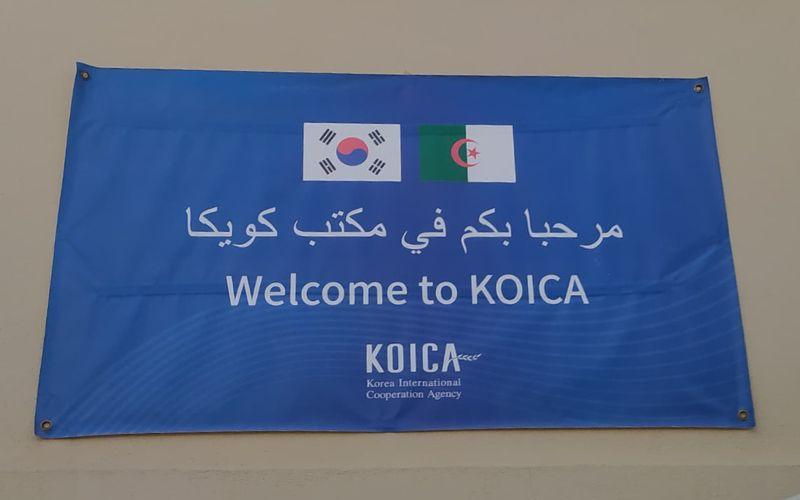 مرحبا بكم في مكتب كويكا
Welcome to KOICA
KOICA
Korea International
Cooperation Agency